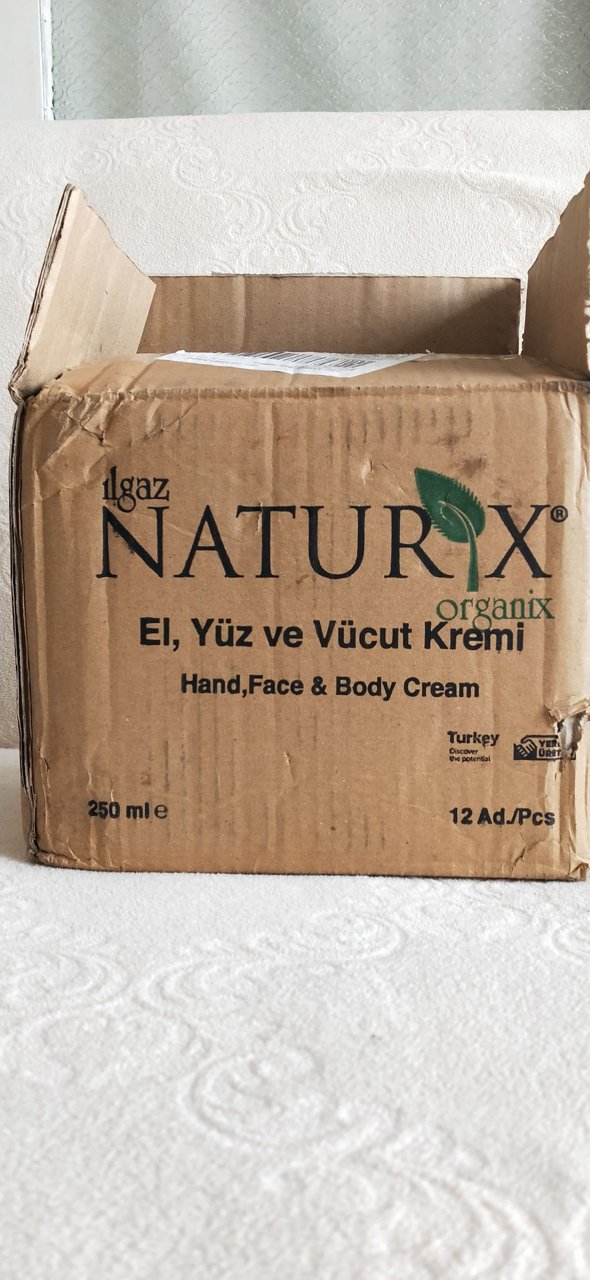 ılgaz
NATURIX®
organix
El, Yüz ve Vücut Kremi
Hand,Face & Body Cream
Turkey
Discover
the potential
250 ml ℮
12 Ad./Pcs